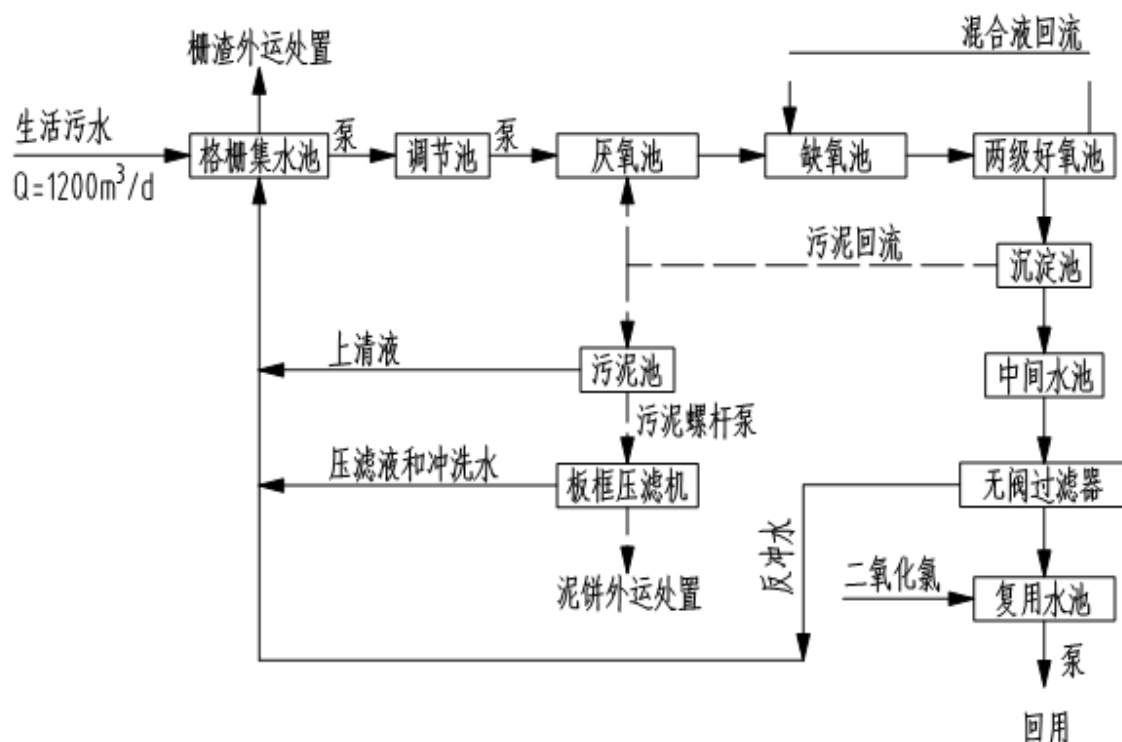 混合液回流
栅渣外运处置
生活污水
Q=1200m³/d
格栅集水池
泵
调节池
泵
厌氧池
缺氧池
两级好氧池
污泥回流
沉淀池
上清液
污泥池
中间水池
污泥螺杆泵
压滤液和冲洗水
板框压滤机
无阀过滤器
反冲水
二氧化氯
泥饼外运处置
复用水池
泵
回用